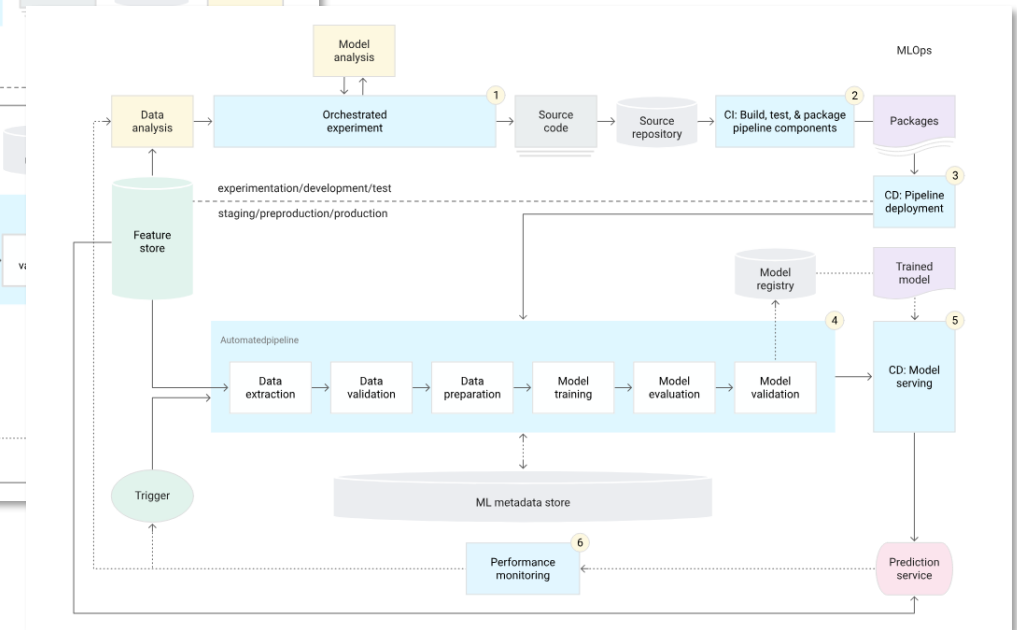 Model
analysis
MLOps
1
2
Data
analysis
Orchestrated
experiment
Source
code
Source
repository
CI: Build, test, & package
pipeline components
Packages
3
experimentation/development/test
staging/preproduction/production
CD: Pipeline
deployment
Feature
store
va
Model
registry
Trained
model
4
5
Automatedpipeline
Data
extraction
Data
validation
Data
preparation
Model
training
Model
evaluation
Model
validation
CD: Model
serving
Trigger
ML metadata store
6
Performance
monitoring
Prediction
service